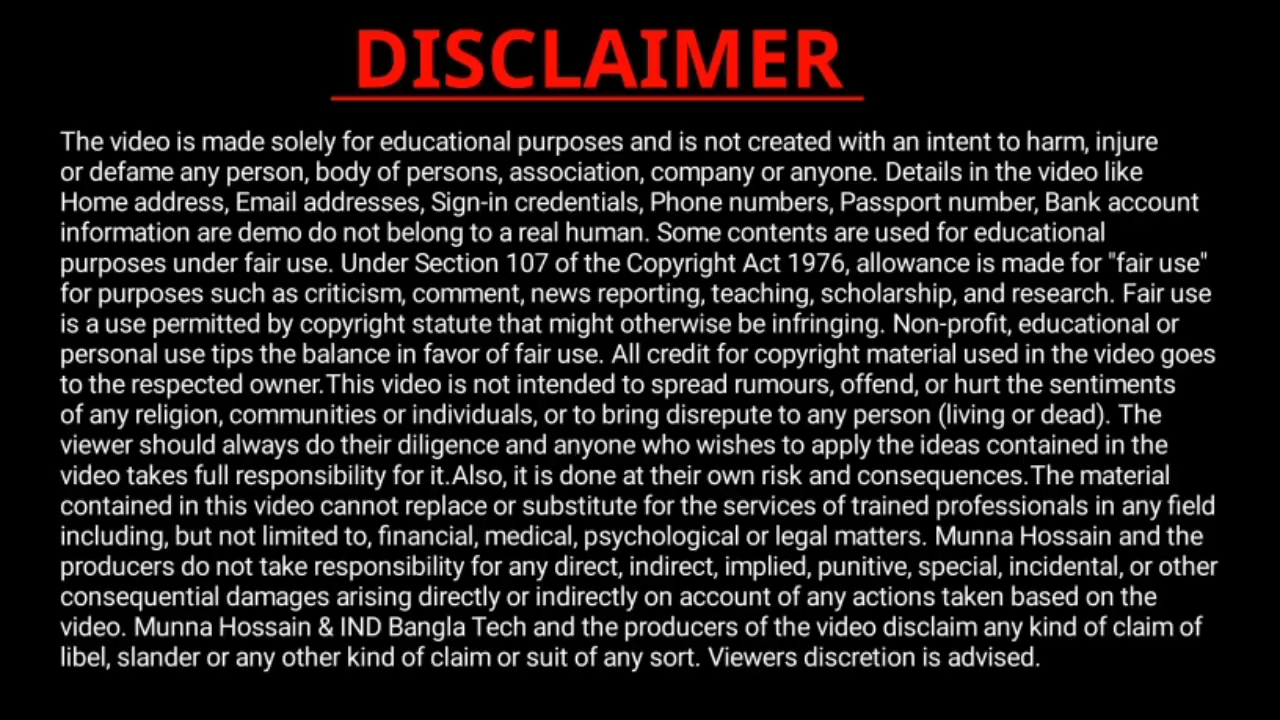 DISCLAIMER
The video is made solely for educational purposes and is not created with an intent to harm, injure
or defame any person, body of persons, association, company or anyone. Details in the video like
Home address, Email addresses, Sign-in credentials, Phone numbers, Passport number, Bank account
information are demo do not belong to a real human. Some contents are used for educational
purposes under fair use. Under Section 107 of the Copyright Act 1976, allowance is made for "fair use"
for purposes such as criticism, comment, news reporting, teaching, scholarship, and research. Fair use
is a use permitted by copyright statute that might otherwise be infringing. Non-profit, educational or
personal use tips the balance in favor of fair use. All credit for copyright material used in the video goes
to the respected owner.This video is not intended to spread rumours, offend, or hurt the sentiments
of any religion, communities or individuals, or to bring disrepute to any person (living or dead). The
viewer should always do their diligence and anyone who wishes to apply the ideas contained in the
video takes full responsibility for it.Also, it is done at their own risk and consequences.The material
contained in this video cannot replace or substitute for the services of trained professionals in any field
including, but not limited to, financial, medical, psychological or legal matters. Munna Hossain and the
producers do not take responsibility for any direct, indirect, implied, punitive, special, incidental, or other
consequential damages arising directly or indirectly on account of any actions taken based on the
video. Munna Hossain & IND Bangla Tech and the producers of the video disclaim any kind of claim of
libel, slander or any other kind of claim or suit of any sort. Viewers discretion is advised.